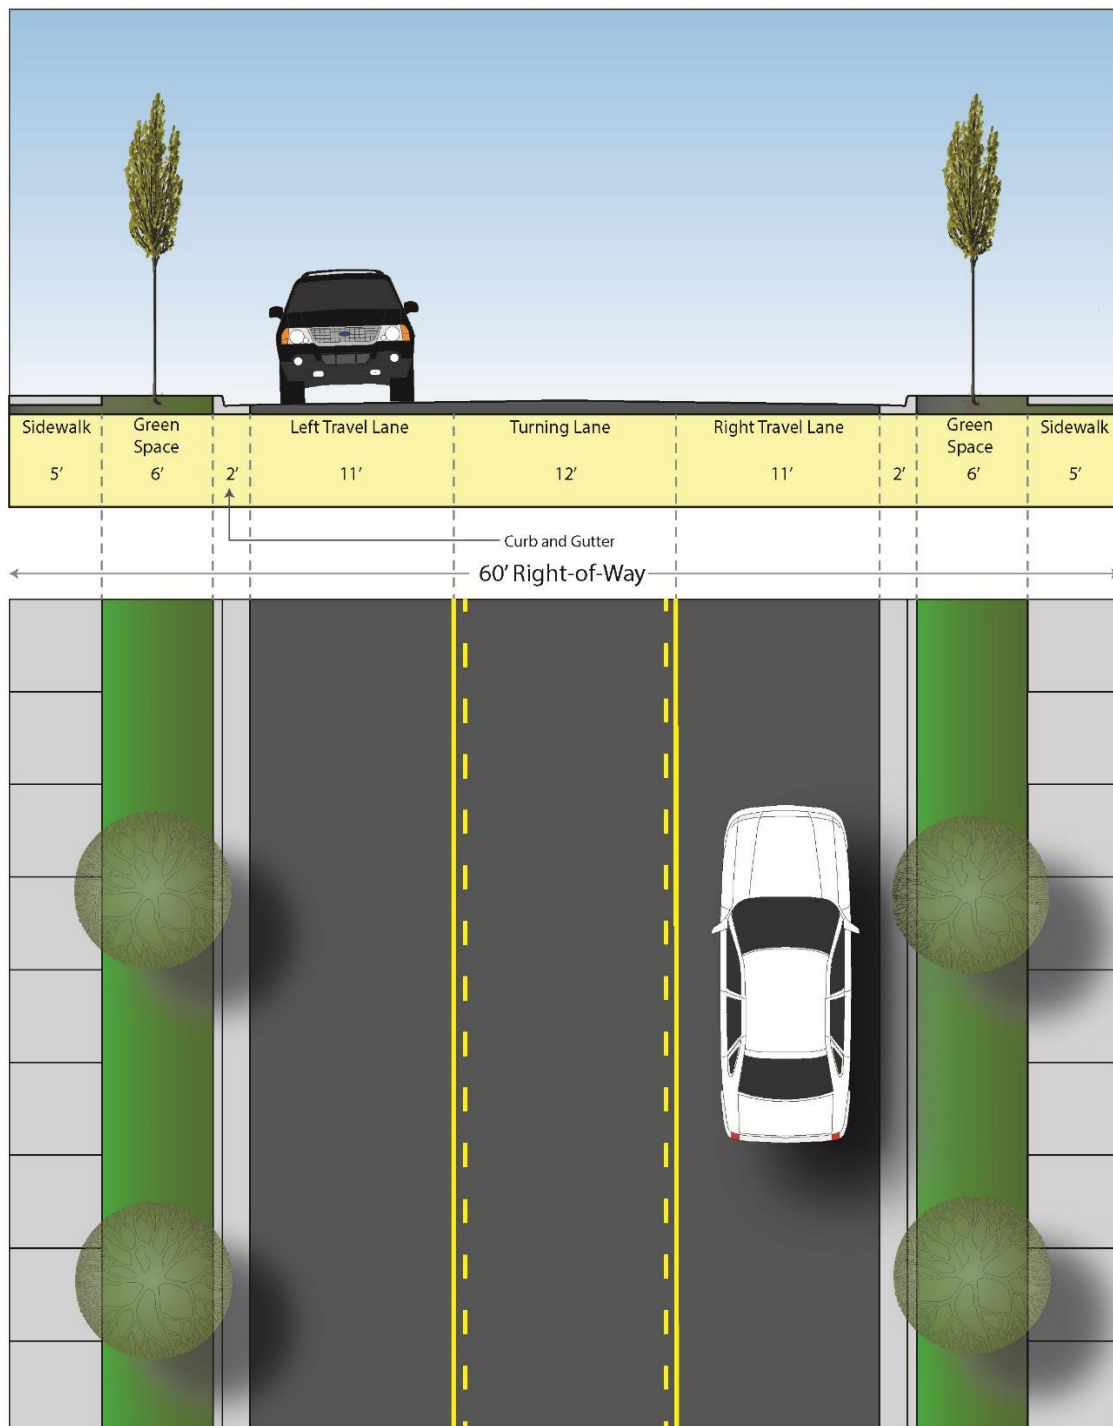 Sidewalk
Green
Space
Left Travel Lane
Turning Lane
Right Travel Lane
Green
Space
Sidewalk
5’
6’
2’
11’
12’
11’
2’
6’
5’
Curb and Gutter
60’ Right-of-Way